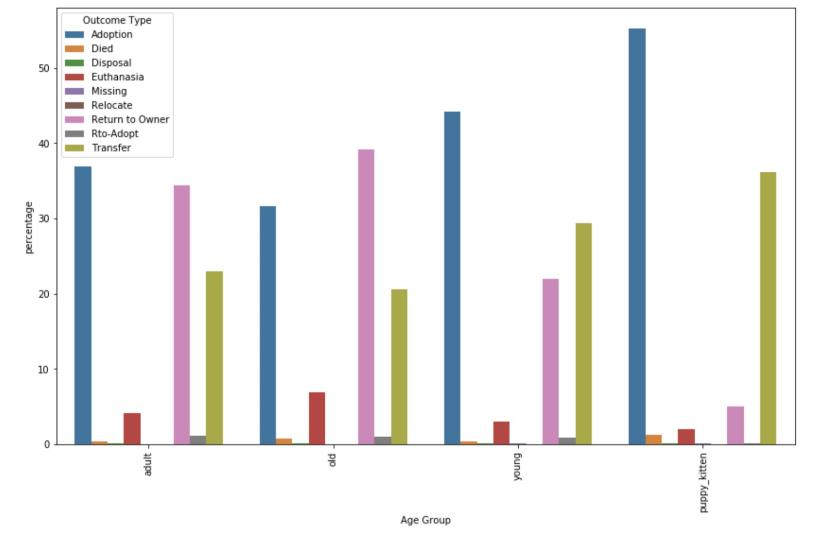 Outcome Type
Adoption
Died
Disposal
Euthanasia
Missing
Relocate
Return to Owner
Rto-Adopt
Transfer
percentage
50
40
30
20
10
0
adult
old
young
puppy_kitten
Age Group